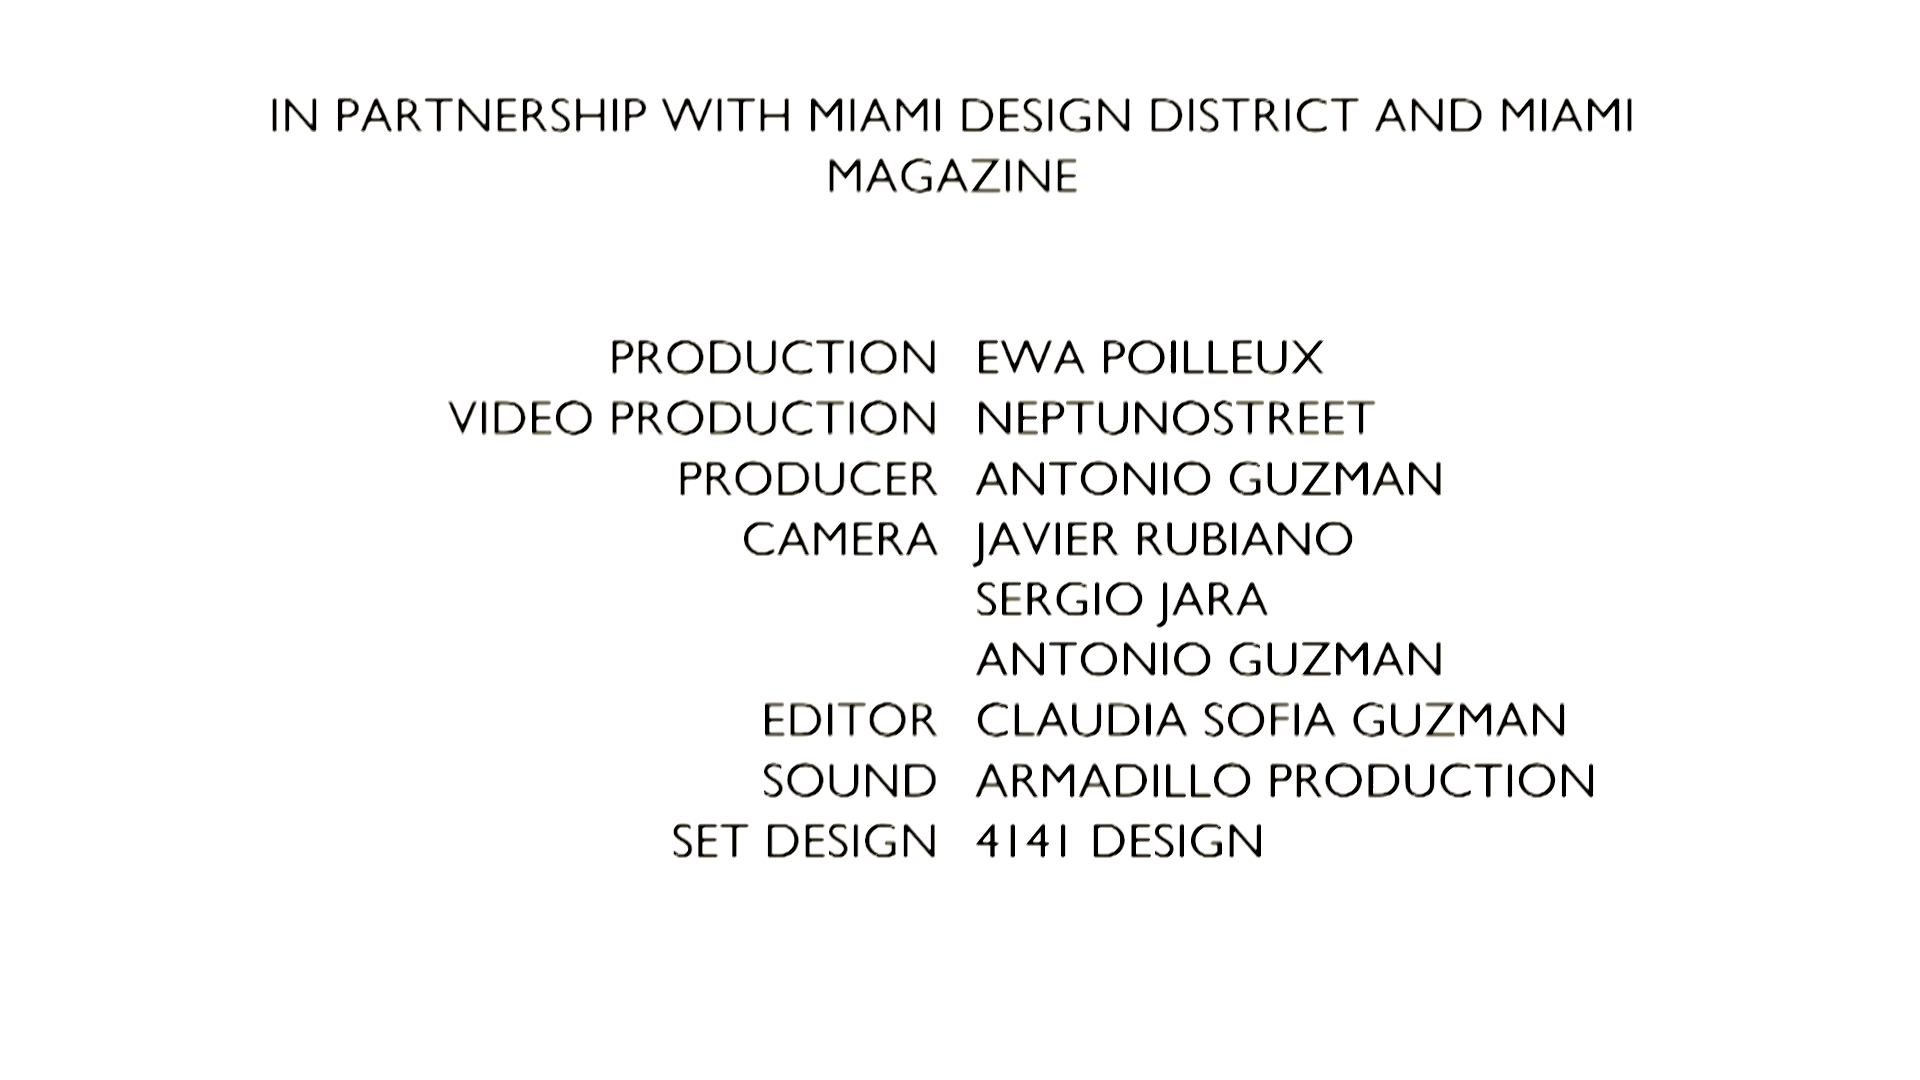 IN PARTNERSHIP WITH MIAMI DESIGN DISTRICT AND MIAMI
MAGAZINE
PRODUCTION EWA POILLEUX
VIDEO PRODUCTION NEPTUNOSTREET
PRODUCER ANTONIO GUZMAN
CAMERA JAVIER RUBIANO
SERGIO JARA
ANTONIO GUZMAN
EDITOR CLAUDIA SOFIA GUZMAN
SOUND ARMADILLO PRODUCTION
SET DESIGN 4141 DESIGN